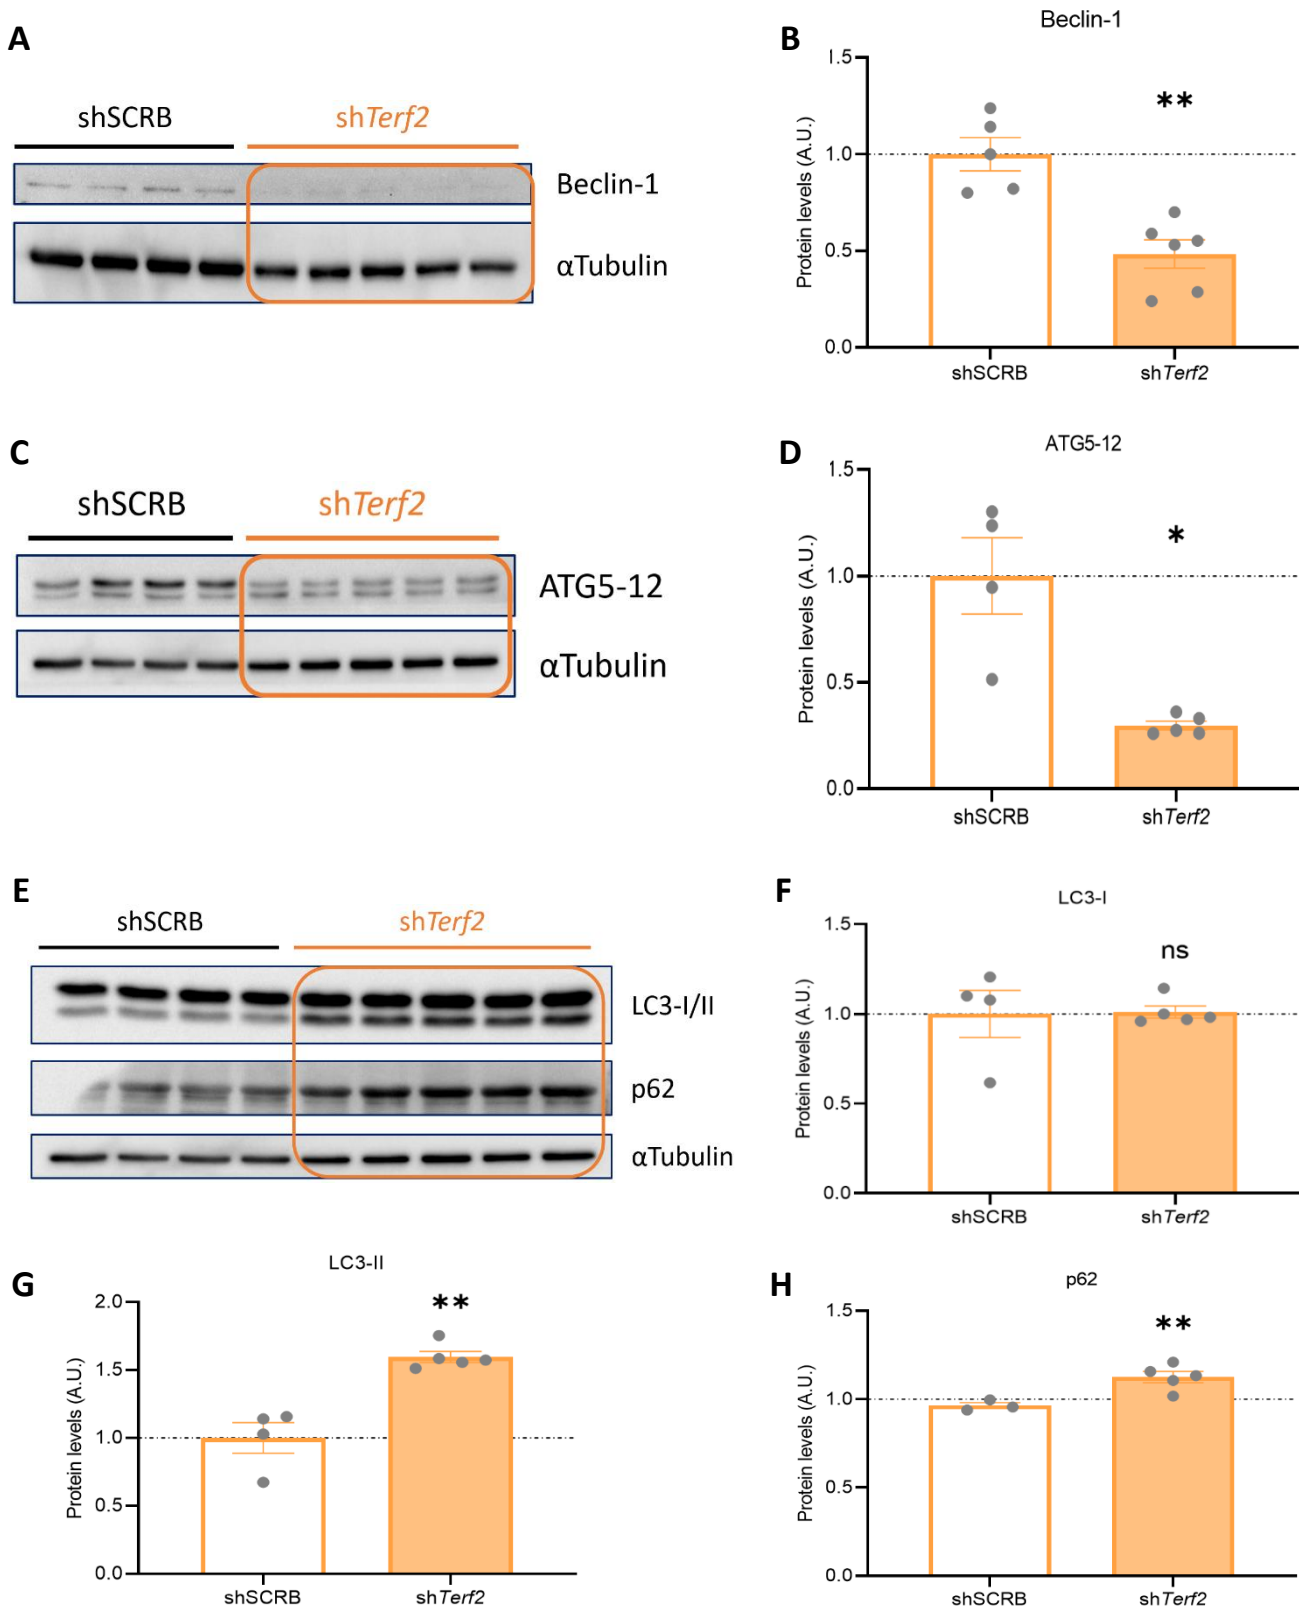 A
shSCRB
shTerf2
Beclin-1
αTubulin
B
Beclin-1
Protein levels (A.U.)
1.5
1.0
0.5
0.0
**
shSCRB
shTerf2
C
shSCRB
shTerf2
ATG5-12
αTubulin
D
ATG5-12
Protein levels (A.U.)
1.5
1.0
0.5
0.0
*
shSCRB
shTerf2
E
shSCRB
shTerf2
LC3-I/II
p62
αTubulin
F
LC3-I
Protein levels (A.U.)
1.5
1.0
0.5
0.0
ns
shSCRB
shTerf2
G
LC3-II
Protein levels (A.U.)
2.0
1.5
1.0
0.5
0.0
**
shSCRB
shTerf2
H
p62
Protein levels (A.U.)
1.5
1.0
0.5
0.0
**
shSCRB
shTerf2